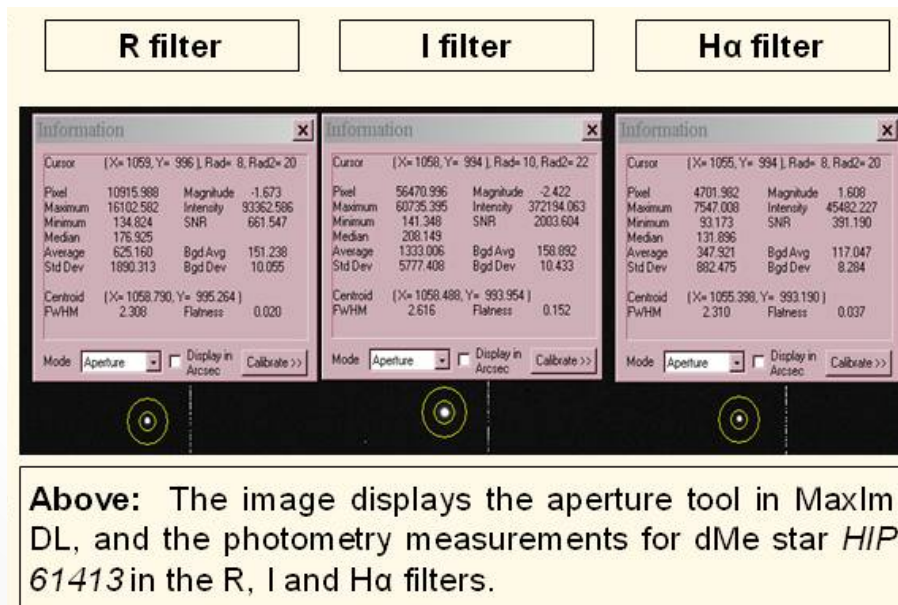 R filter
I filter
Hα filter
Information
Cursor (X= 1059, Y= 996 ), Rad= 8, Rad2= 20
Pixel 10915.988 Magnitude -1.673
Maximum 16102.582 Intensity 93362.586
Minimum 134.824 SNR 661.547
Median 176.925
Average 625.160 Bgd Avg 151.238
Std Dev 1890.313 Bgd Dev 10.055
Centroid (X= 1058.790, Y= 995.264 )
FWHM 2.308 Flatness 0.020
Mode Aperture Display in Arcsec Calibrate >>
Information
Cursor (X= 1058, Y= 994 ), Rad= 10, Rad2= 22
Pixel 56470.996 Magnitude -2.422
Maximum 60735.395 Intensity 372194.063
Minimum 141.348 SNR 2003.604
Median 208.149
Average 1333.006 Bgd Avg 158.892
Std Dev 5777.408 Bgd Dev 10.433
Centroid (X= 1058.488, Y= 993.954 )
FWHM 2.616 Flatness 0.152
Mode Aperture Display in Arcsec Calibrate >>
Information
Cursor (X= 1055, Y= 994 ), Rad= 8, Rad2= 20
Pixel 4701.982 Magnitude 1.608
Maximum 7547.008 Intensity 45482.227
Minimum 93.173 SNR 391.190
Median 131.896
Average 347.921 Bgd Avg 117.047
Std Dev 882.475 Bgd Dev 8.284
Centroid (X= 1055.398, Y= 993.190 )
FWHM 2.310 Flatness 0.037
Mode Aperture Display in Arcsec Calibrate >>
Above: The image displays the aperture tool in MaxIm
DL, and the photometry measurements for dMe star HIP
61413 in the R, I and Hα filters.